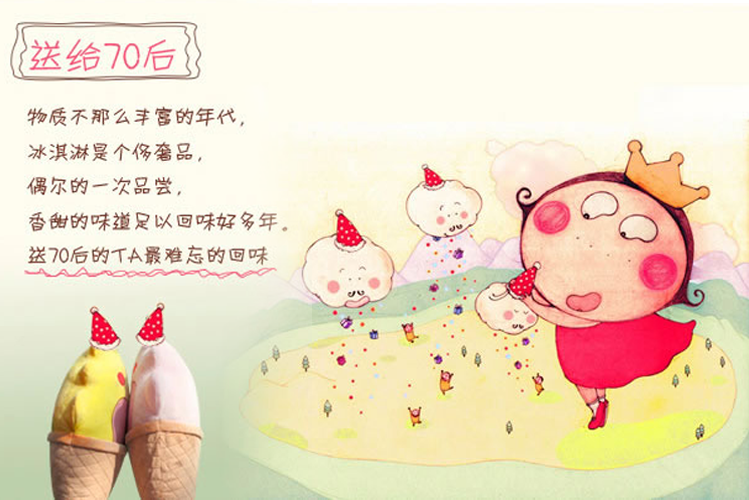 送给70后
物质不那么丰富的年代，
冰淇淋是个侈奢品，
偶尔的一次品尝，
香甜的味道足以回味好多年。
送70后的TA最难忘的回味